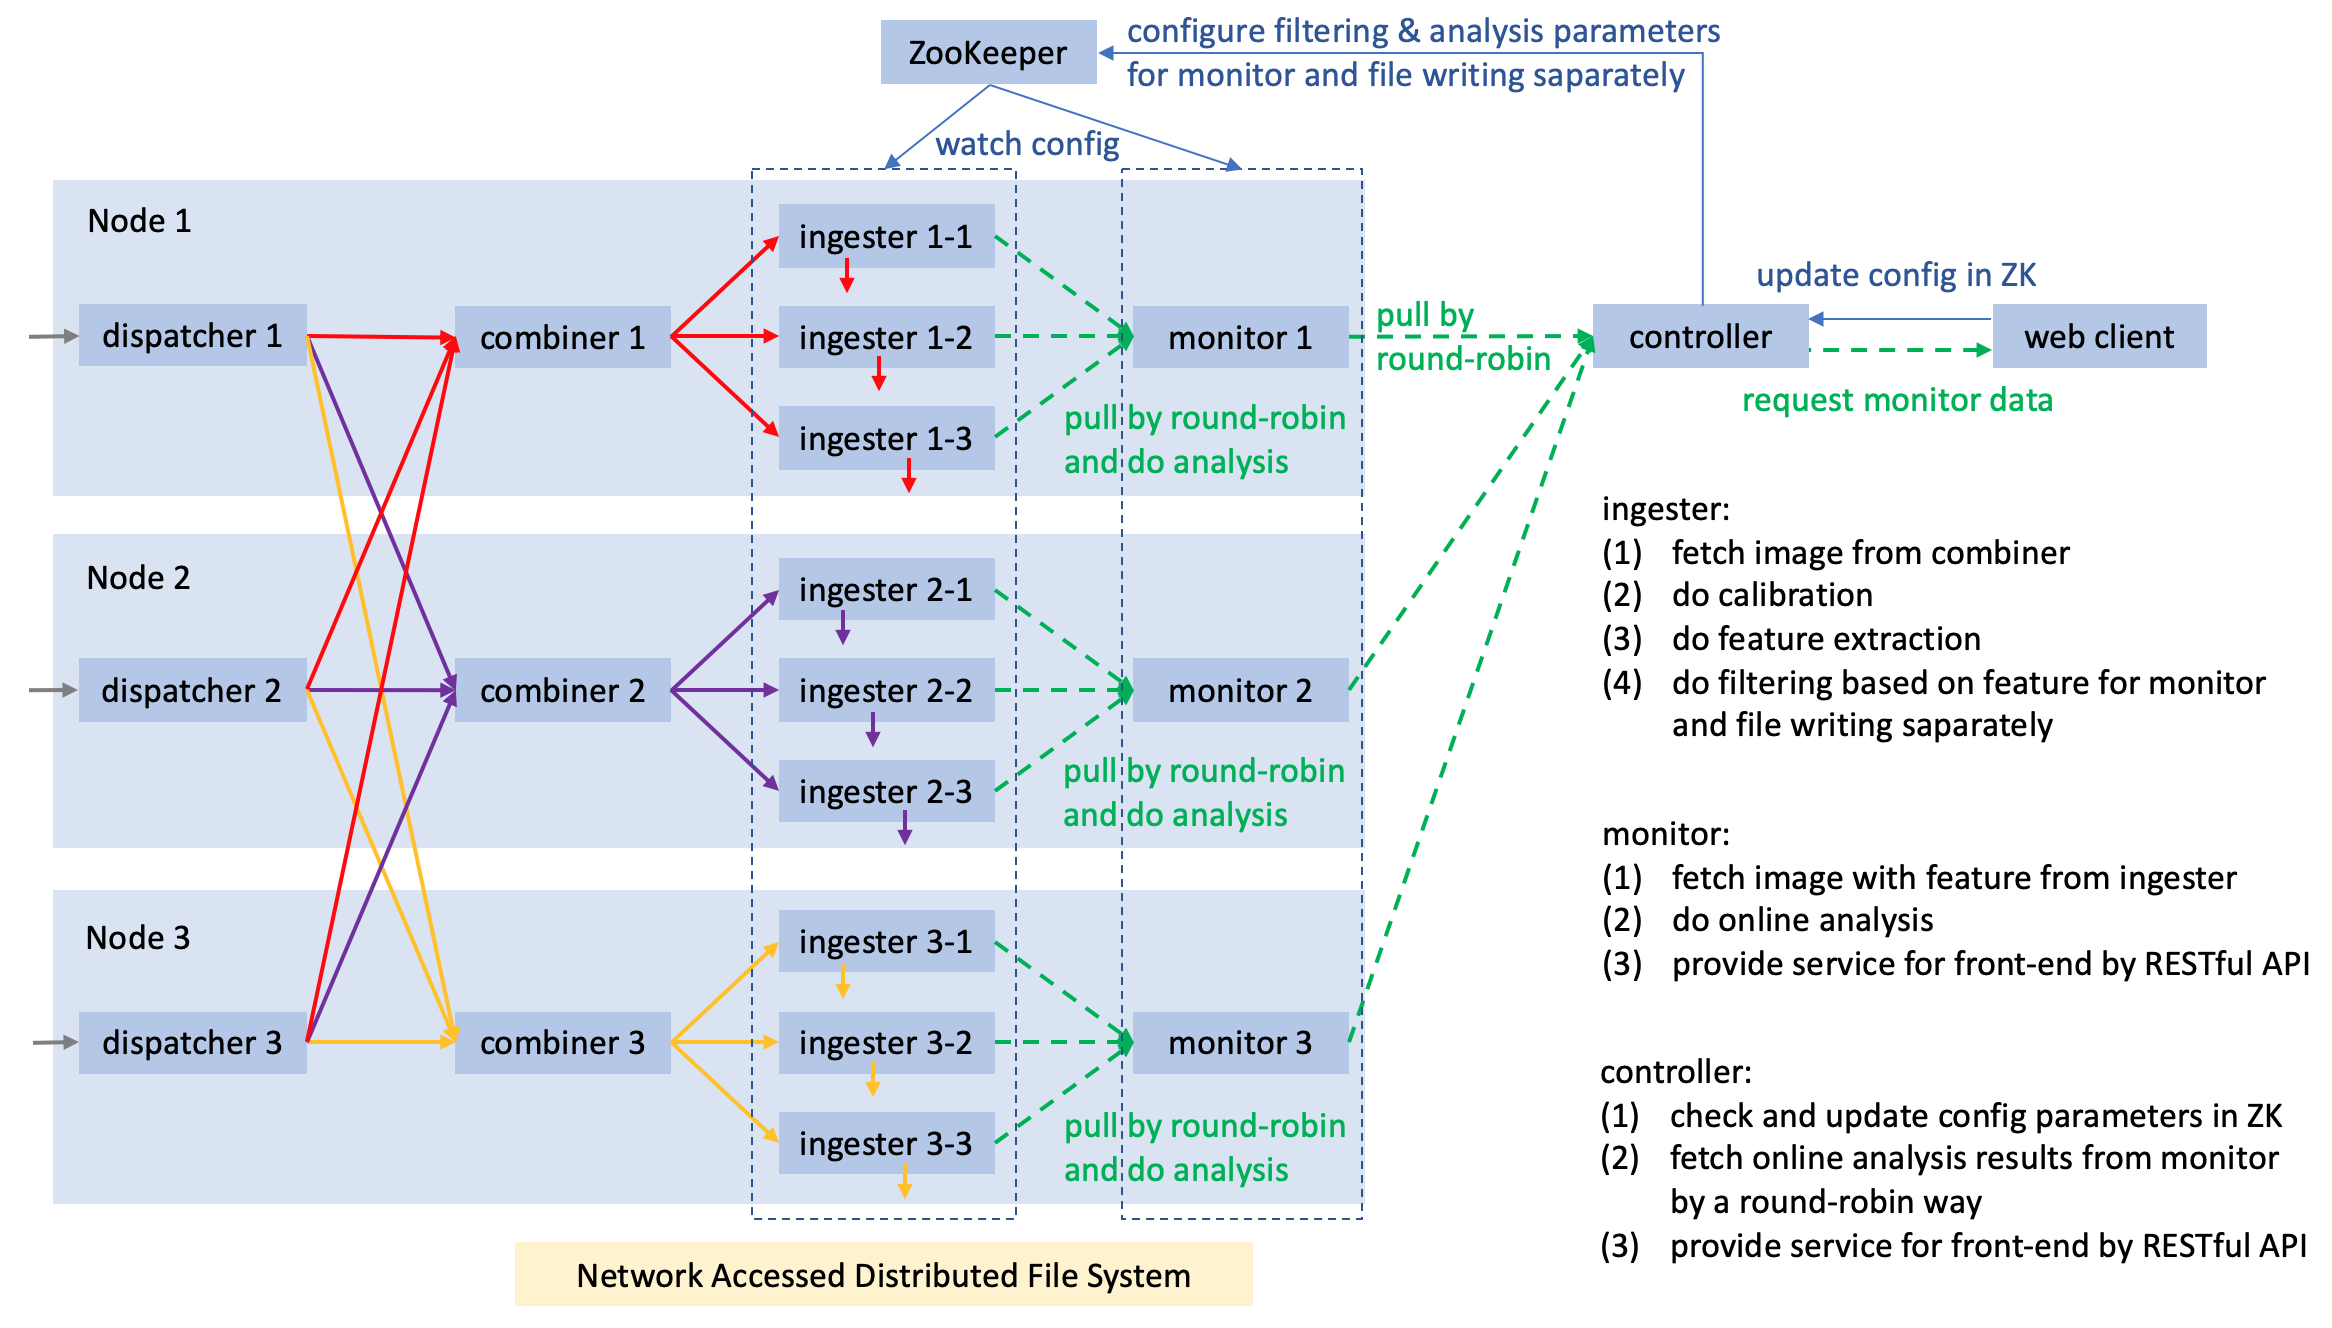 ZooKeeper
configure filtering & analysis parameters
for monitor and file writing saparately
watch config
Node 1
dispatcher 1
combiner 1
ingester 1-1
ingester 1-2
ingester 1-3
monitor 1
pull by round-robin
and do analysis
pull by
round-robin
controller
update config in ZK
web client
request monitor data
Node 2
dispatcher 2
combiner 2
ingester 2-1
ingester 2-2
ingester 2-3
monitor 2
pull by round-robin
and do analysis
Node 3
dispatcher 3
combiner 3
ingester 3-1
ingester 3-2
ingester 3-3
monitor 3
pull by round-robin
and do analysis
Network Accessed Distributed File System
ingester:
(1) fetch image from combiner
(2) do calibration
(3) do feature extraction
(4) do filtering based on feature for monitor
and file writing saparately
monitor:
(1) fetch image with feature from ingester
(2) do online analysis
(3) provide service for front-end by RESTful API
controller:
(1) check and update config parameters in ZK
(2) fetch online analysis results from monitor
by a round-robin way
(3) provide service for front-end by RESTful API